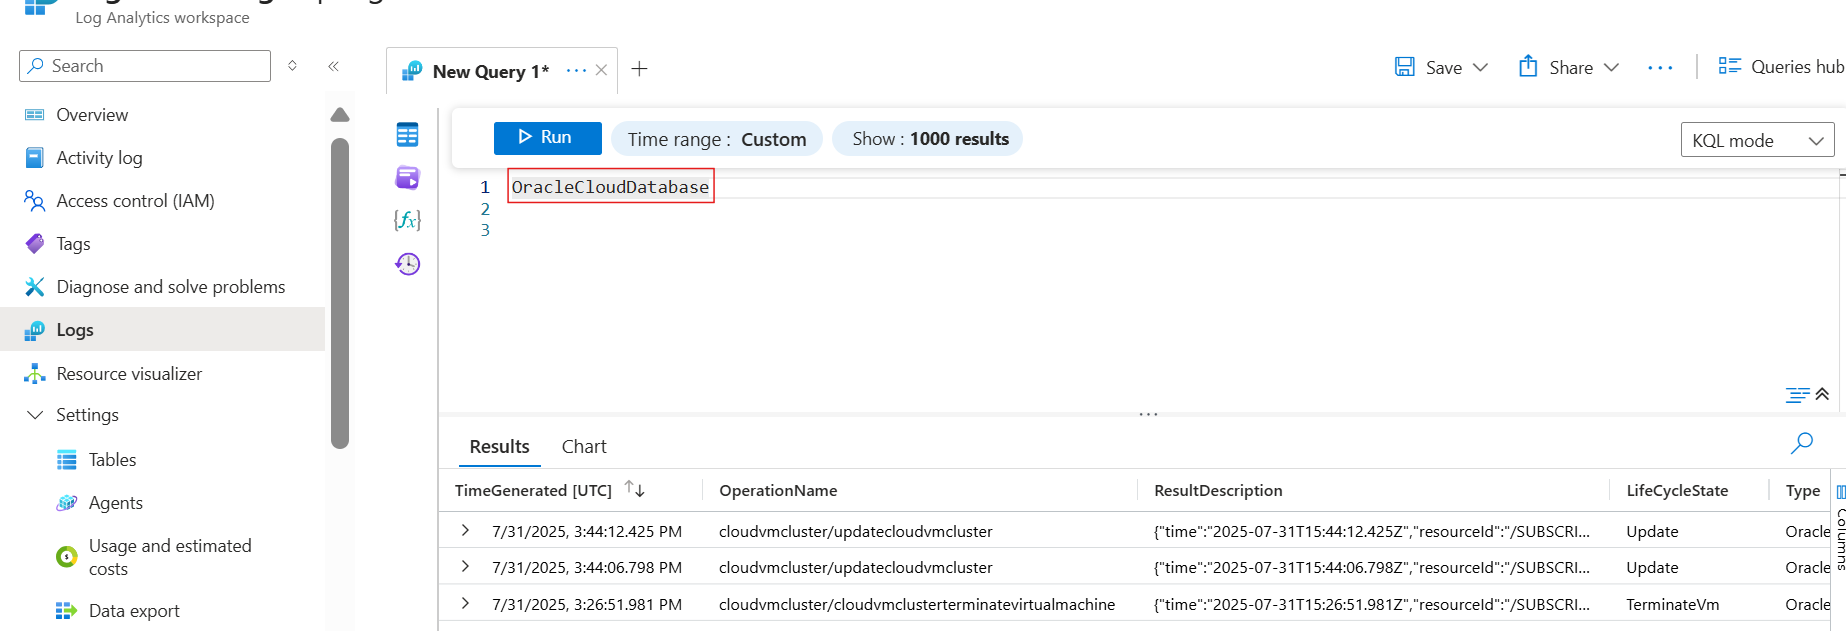 Log Analytics workspace
Search
Overview
Activity log
Access control (IAM)
Tags
Diagnose and solve problems
Logs
Resource visualizer
Settings
Tables
Agents
Usage and estimated
costs
Data export
New Query 1*
Save
Share
Queries hub
Run
Time range : Custom
Show : 1000 results
KQL mode
1 OracleCloudDatabase
2
3
{fx}
Results Chart
TimeGenerated [UTC] OperationName ResultDescription LifeCycleState Type
7/31/2025, 3:44:12.425 PM cloudvmcluster/updatecloudvmcluster {"time":"2025-07-31T15:44:12.425Z","resourceId":"/SUBSCRI... Update Oracle
7/31/2025, 3:44:06.798 PM cloudvmcluster/updatecloudvmcluster {"time":"2025-07-31T15:44:06.798Z","resourceId":"/SUBSCRI... Update Oracle
7/31/2025, 3:26:51.981 PM cloudvmcluster/cloudvmclusterterminatevirtualmachine {"time":"2025-07-31T15:26:51.981Z","resourceId":"/SUBSCRI... TerminateVm Oracle
Columns